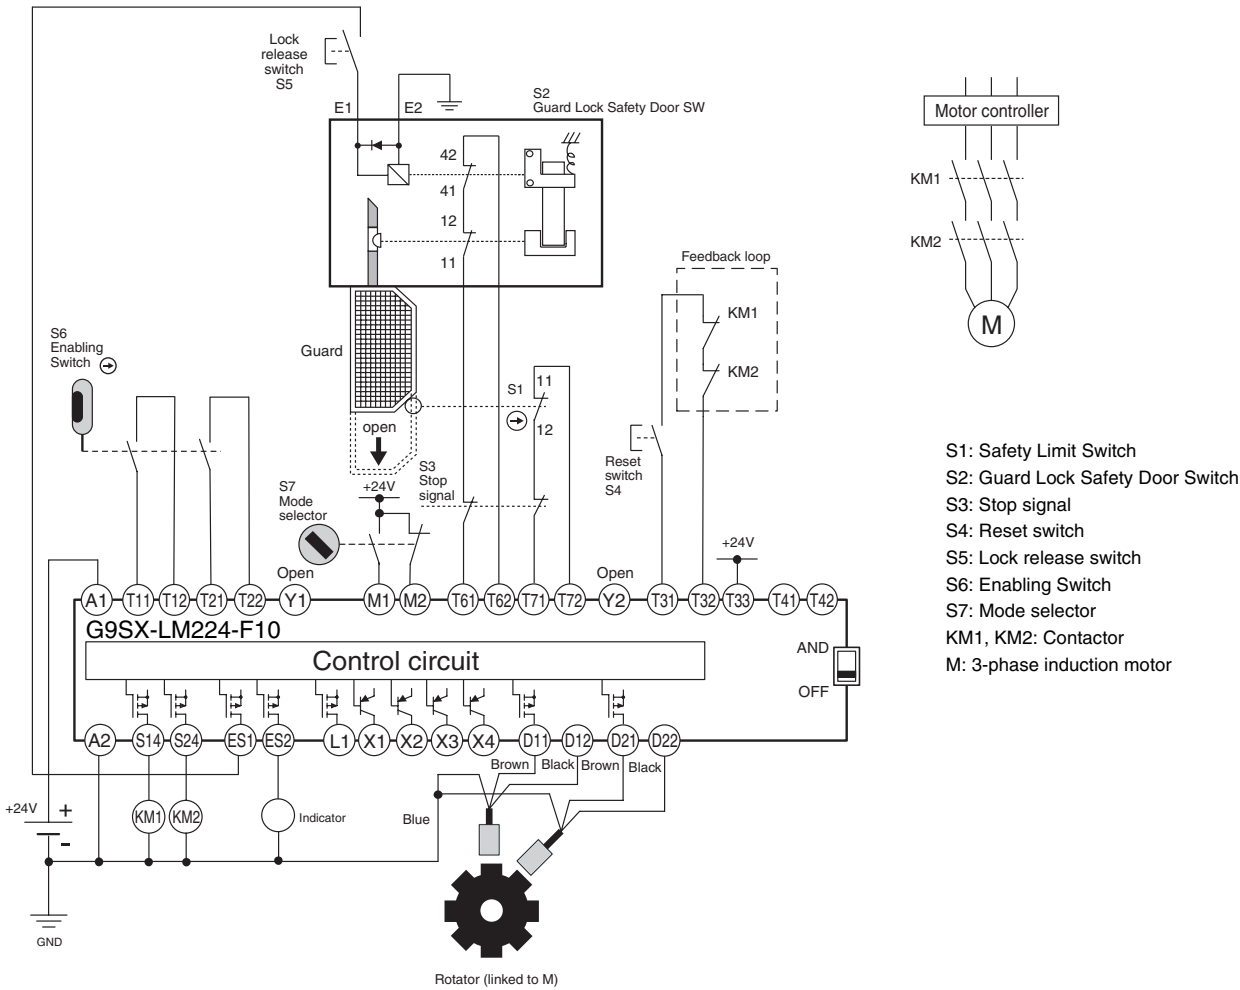 Lock
release
switch
S5
E1
E2
S2
Guard Lock Safety Door SW
42
41
12
11
Motor controller
KM1
KM2
M
Feedback loop
KM1
KM2
S6
Enabling
Switch
Guard
open
S1
11
12
Reset
switch
S4
S3
Stop
signal
S7
Mode
selector
+24V
+24V
S1: Safety Limit Switch
S2: Guard Lock Safety Door Switch
S3: Stop signal
S4: Reset switch
S5: Lock release switch
S6: Enabling Switch
S7: Mode selector
KM1, KM2: Contactor
M: 3-phase induction motor
Open
Open
A1 T11 T12 T21 T22 Y1 M1 M2 T61 T62 T71 T72 Y2 T31 T32 T33 T41 T42
G9SX-LM224-F10
Control circuit
AND
OFF
A2 S14 S24 ES1 ES2 L1 X1 X2 X3 X4 D11 D12 D21 D22
Brown Black Brown Black
+24V
+
-
KM1
KM2
Indicator
Blue
GND
Rotator (linked to M)